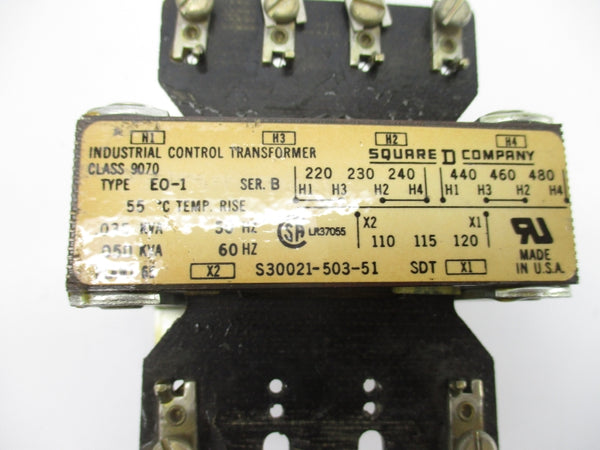 H1 H3 H2 H4
INDUSTRIAL CONTROL TRANSFORMER SQUARE D COMPANY
CLASS 9070
TYPE EO-1 SER. B
220 230 240 440 460 480
H1 H3 H2 H4 H1 H3 H2 H4
55 °C TEMP. RISE
KVA HZ
LR37055
X2 X1
110 115 120
.050 KVA 60 HZ
X2 S30021-503-51 SDT X1
MADE
IN U.S.A.